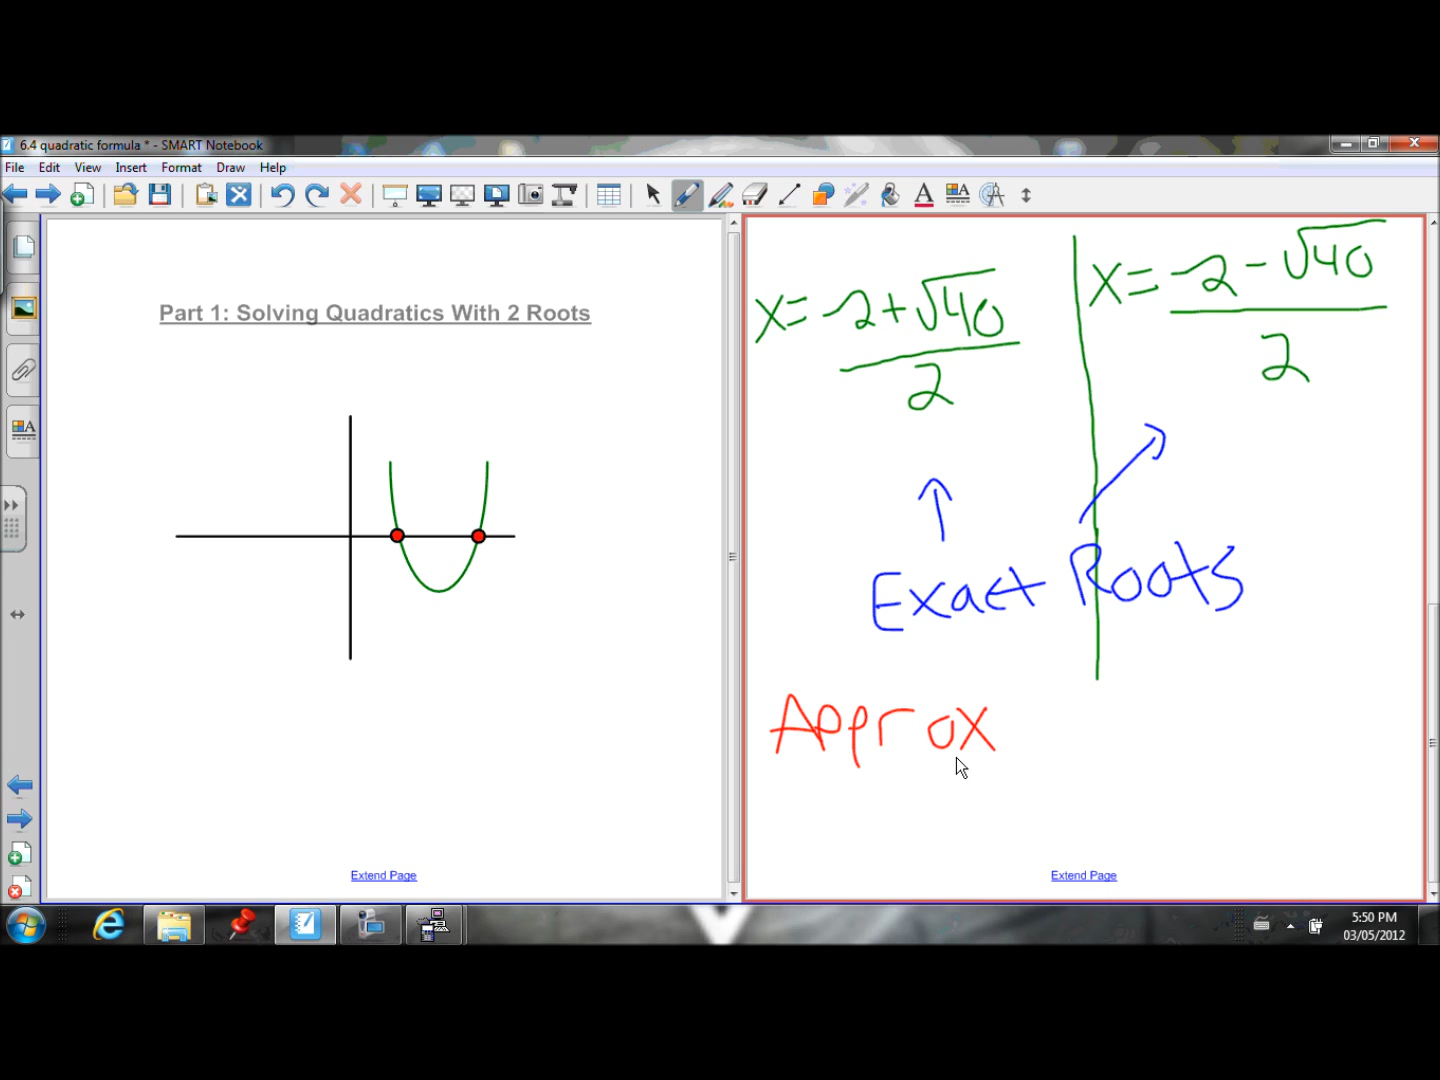 6.4 quadratic formula * - SMART Notebook
File Edit View Insert Format Draw Help
Part 1: Solving Quadratics With 2 Roots
Extend Page
x = -2 + √40
2
x = -2 - √40
2
Exact Roots
Approx
Extend Page
5:50 PM
03/05/2012